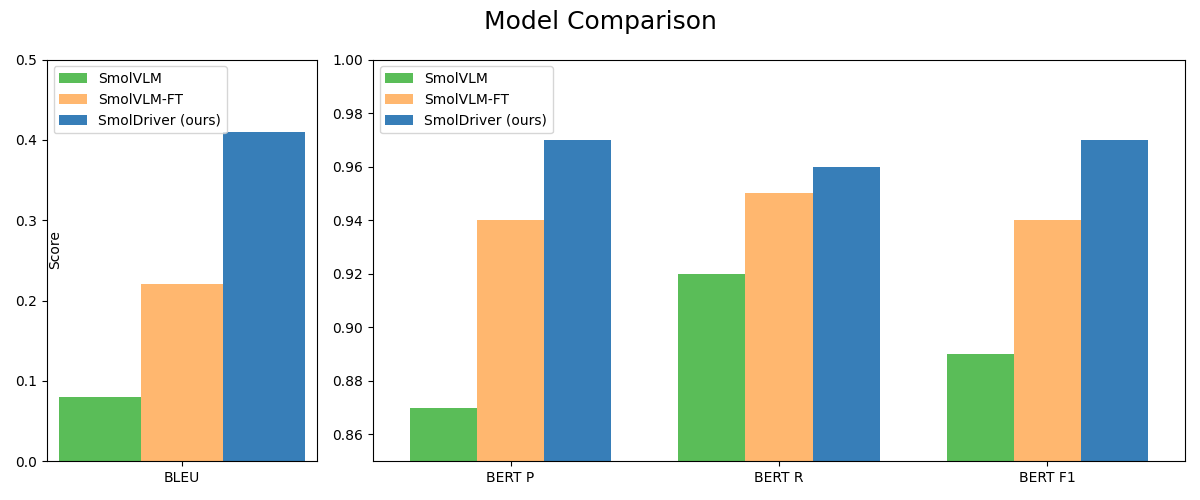 Model Comparison
0.5
0.4
0.3
0.2
0.1
0.0
Score
SmolVLM
SmolVLM-FT
SmolDriver (ours)
BLEU
1.00
0.98
0.96
0.94
0.92
0.90
0.88
0.86
SmolVLM
SmolVLM-FT
SmolDriver (ours)
BERT P
BERT R
BERT F1